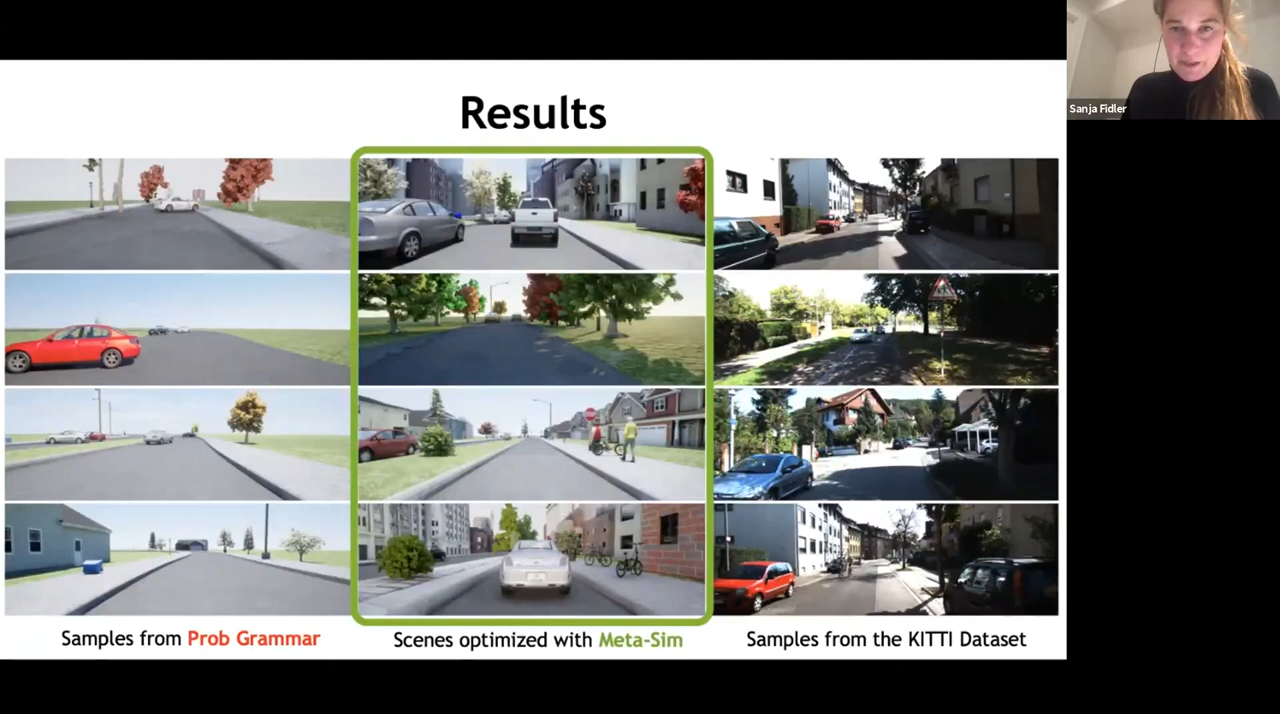 Results
Sanja Fidler
Samples from Prob Grammar
Scenes optimized with Meta-Sim
Samples from the KITTI Dataset